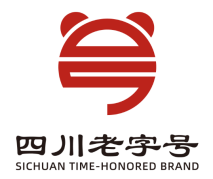 四川老字号
SICHUAN TIME-HONORED BRAND